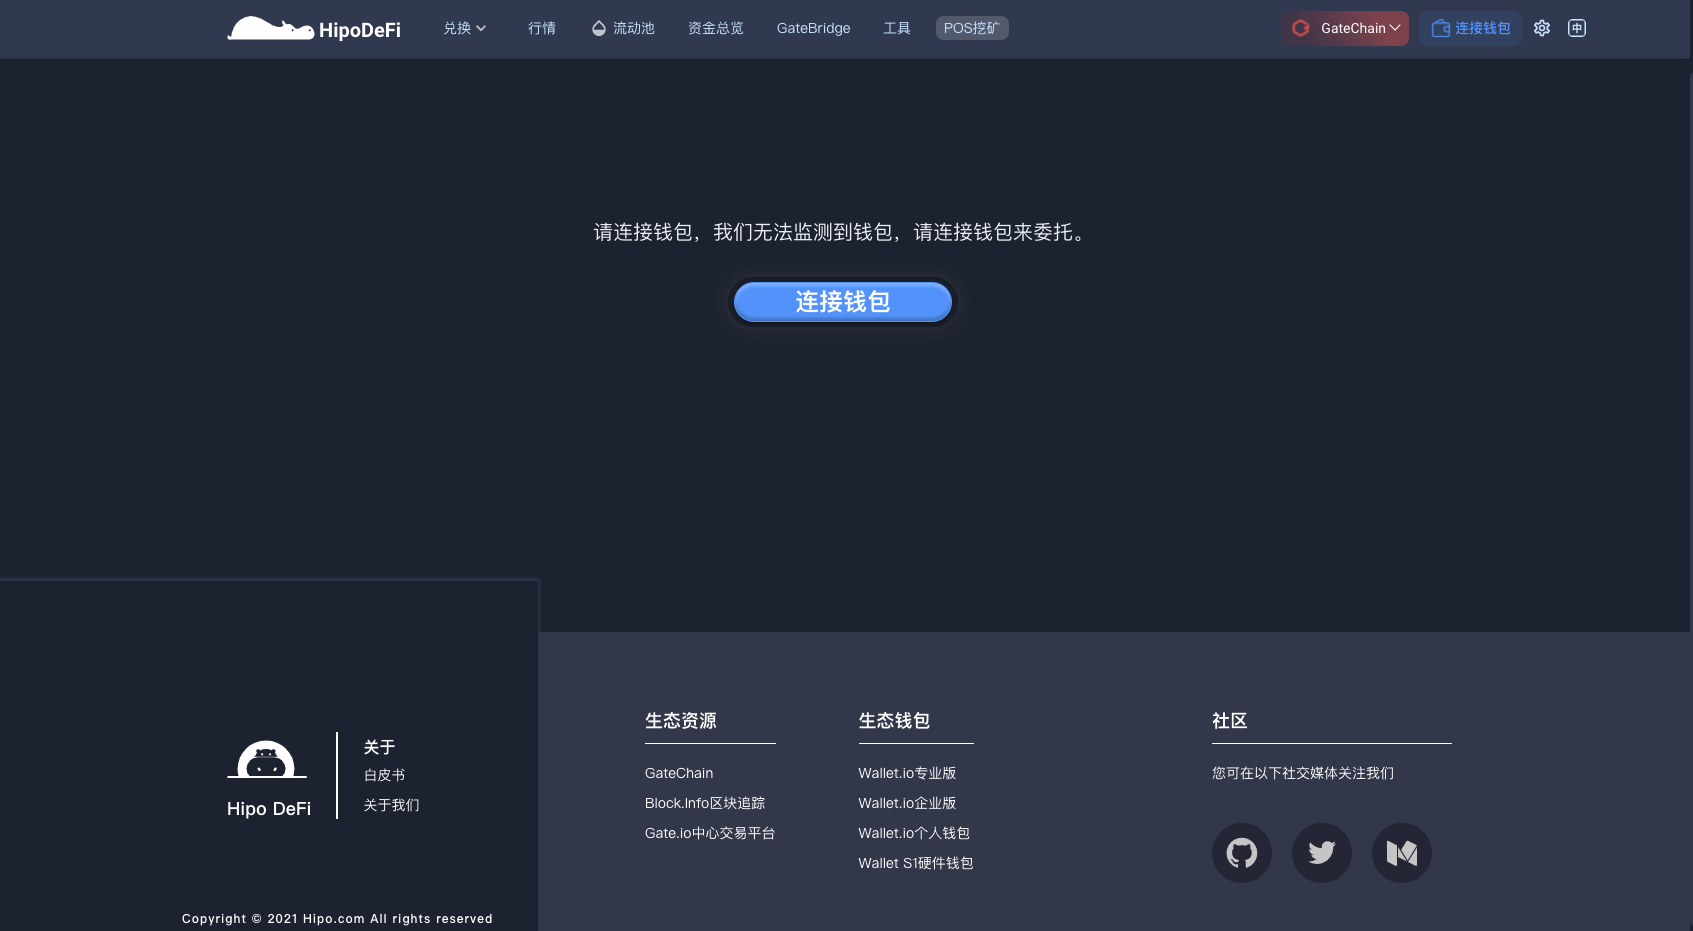 HipoDeFi
兑换
行情
流动池
资金总览
GateBridge
工具
POS挖矿
GateChain
连接钱包
中
请连接钱包，我们无法监测到钱包，请连接钱包来委托。
连接钱包
Hipo DeFi
关于
白皮书
关于我们
Copyright © 2021 Hipo.com All rights reserved
生态资源
GateChain
Block.Info区块追踪
Gate.io中心交易平台
生态钱包
Wallet.io专业版
Wallet.io企业版
Wallet.io个人钱包
Wallet S1硬件钱包
社区
您可在以下社交媒体关注我们